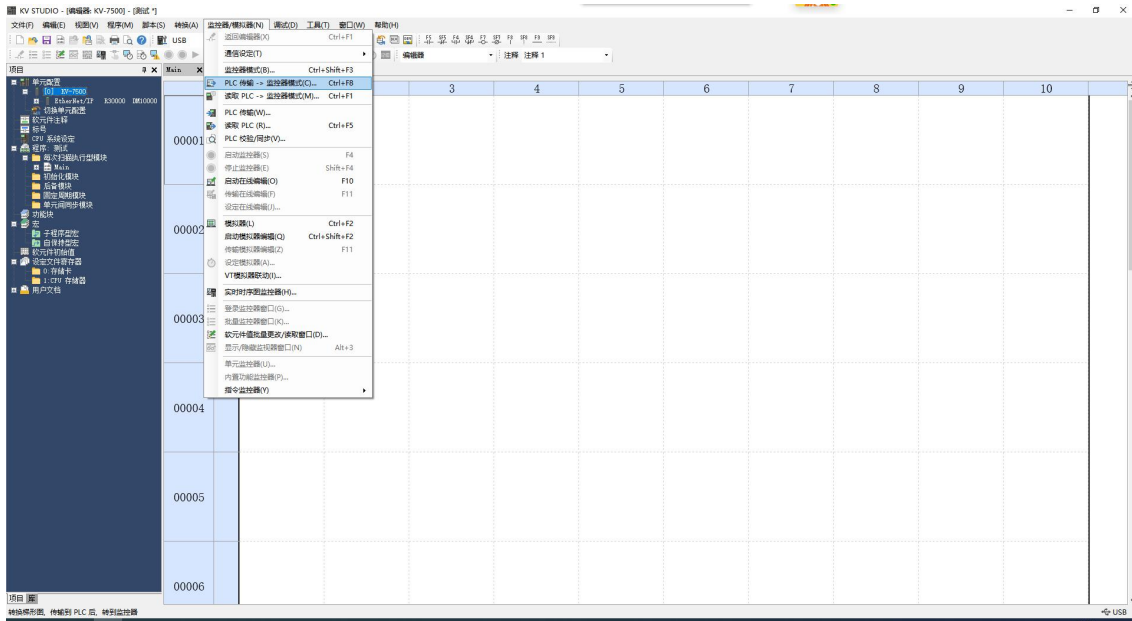 KV STUDIO - [编辑器: KV-7500] - [测试 *]
文件(F) 编辑(E) 视图(V) 程序(M) 脚本(S) 转换(A) 监控器/模拟器(N) 调试(D) 工具(T) 窗口(W) 帮助(H)
USB
编辑器 注释 注释 1
项目
Main
单元配置
[0] KV-7500
EtherNet/IP R30000 DM10000
切换单元配置
软元件注释
标号
CPU 系统设定
程序: 测试
每次扫描执行型模块
Main
初始化模块
后备模块
固定周期模块
单元间同步模块
功能块
宏
子程序型宏
自保持型宏
软元件初始值
设定文件寄存器
0:存储卡
1:CPU 存储器
用户文档
返回编辑器(X) Ctrl+F1
通信设定(T)
监控器模式(B)... Ctrl+Shift+F3
PLC 传输 -> 监控器模式(C)... Ctrl+F8
读取 PLC -> 监控器模式(M)... Ctrl+F1
PLC 传输(W)...
读取 PLC (R)... Ctrl+F5
PLC 校验/同步(V)...
启动监控器(S) F4
停止监控器(E) Shift+F4
启动在线编辑(O) F10
传输在线编辑(F) F11
设定在线编辑(J)...
模拟器(L) Ctrl+F2
启动模拟器编辑(Q) Ctrl+Shift+F2
传输模拟器编辑(Z) F11
设定模拟器(A)...
VT模拟器联动(I)...
实时时序图监控器(H)...
登录监控器窗口(G)...
批量监控器窗口(K)...
软元件值批量更改/读取窗口(D)...
显示/隐藏监视器窗口(N) Alt+3
单元监控器(U)...
内置功能监控器(P)...
指令监控器(Y)
3 4 5 6 7 8 9 10
00001
00002
00003
00004
00005
00006
项目 库
转换梯形图, 传输到 PLC 后, 转到监控器
USB